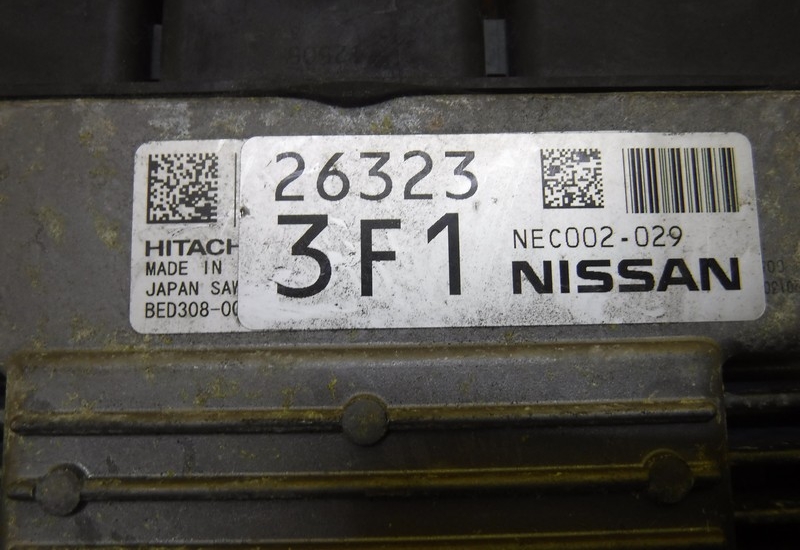 26323
3F1
NEC002-029
NISSAN
HITACH
MADE IN
JAPAN SAW
BED308-00